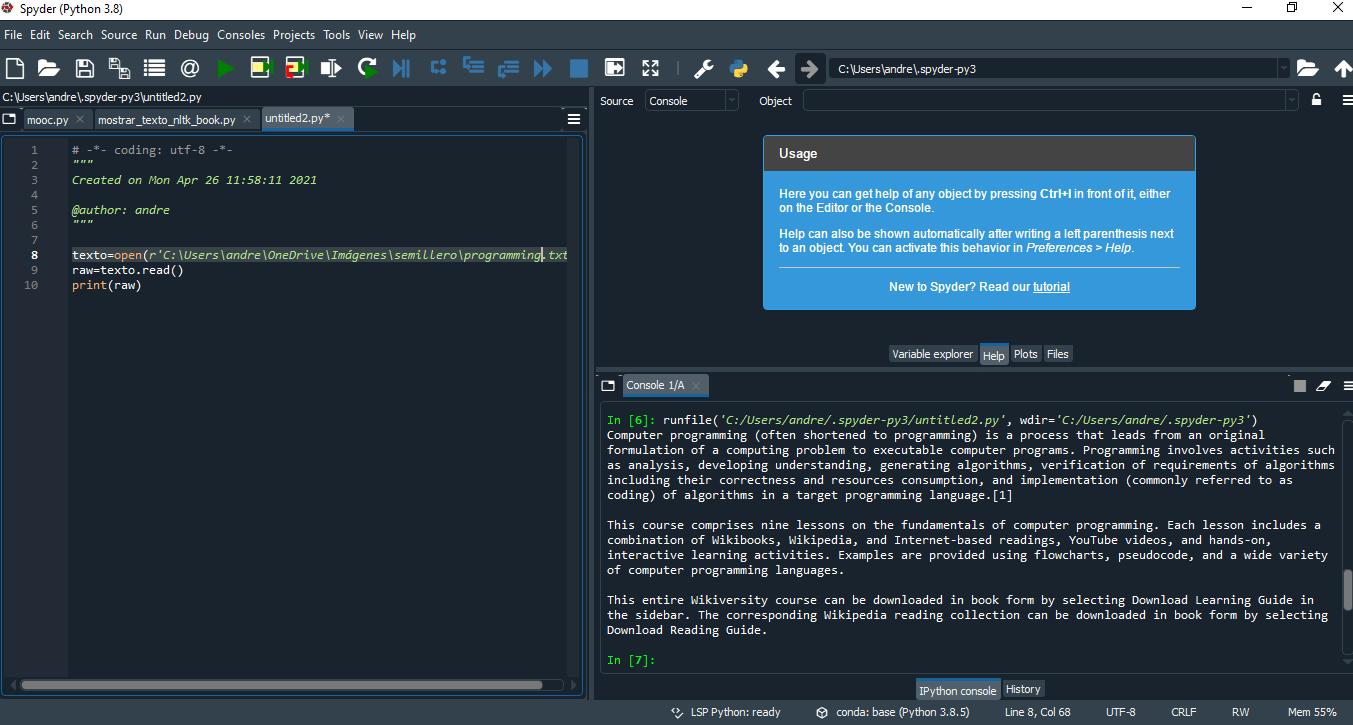 Spyder (Python 3.8)
File Edit Search Source Run Debug Consoles Projects Tools View Help
C:\Users\andre\.spyder-py3
C:\Users\andre\.spyder-py3\untitled2.py
Source Console Object
mooc.py mostrar_texto_nltk_book.py untitled2.py*
1 # -*- coding: utf-8 -*-
2 """
3 Created on Mon Apr 26 11:58:11 2021
4
5 @author: andre
6 """
7
8 texto=open(r'C:\Users\andre\OneDrive\Imágenes\semillero\programming.txt
9 raw=texto.read()
10 print(raw)
Usage
Here you can get help of any object by pressing Ctrl+I in front of it, either
on the Editor or the Console.
Help can also be shown automatically after writing a left parenthesis next
to an object. You can activate this behavior in Preferences > Help.
New to Spyder? Read our tutorial
Variable explorer Help Plots Files
Console 1/A
In [6]: runfile('C:/Users/andre/.spyder-py3/untitled2.py', wdir='C:/Users/andre/.spyder-py3')
Computer programming (often shortened to programming) is a process that leads from an original
formulation of a computing problem to executable computer programs. Programming involves activities such
as analysis, developing understanding, generating algorithms, verification of requirements of algorithms
including their correctness and resources consumption, and implementation (commonly referred to as
coding) of algorithms in a target programming language.[1]
This course comprises nine lessons on the fundamentals of computer programming. Each lesson includes a
combination of Wikibooks, Wikipedia, and Internet-based readings, YouTube videos, and hands-on,
interactive learning activities. Examples are provided using flowcharts, pseudocode, and a wide variety
of computer programming languages.
This entire Wikiversity course can be downloaded in book form by selecting Download Learning Guide in
the sidebar. The corresponding Wikipedia reading collection can be downloaded in book form by selecting
Download Reading Guide.
In [7]:
IPython console History
LSP Python: ready conda: base (Python 3.8.5) Line 8, Col 68 UTF-8 CRLF RW Mem 55%